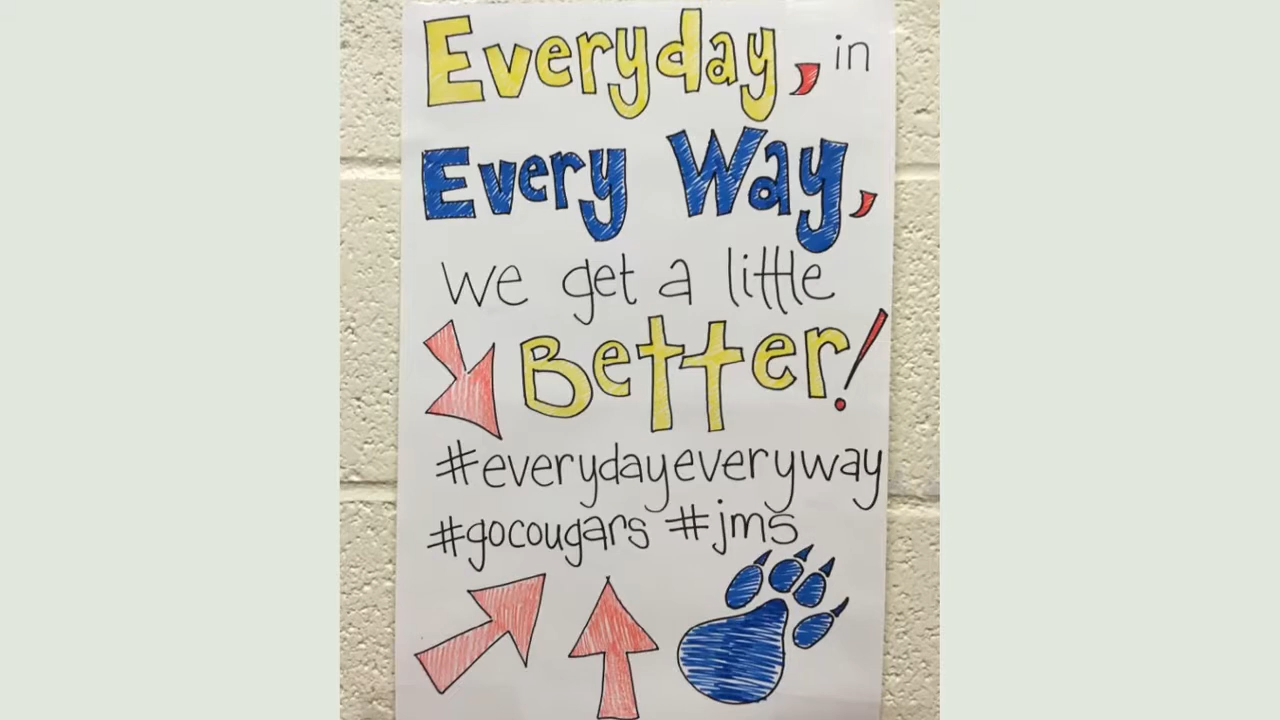 Everyday, in
Every Way,
we get a little
Better!
#everydayeveryway
#gocougars #jms